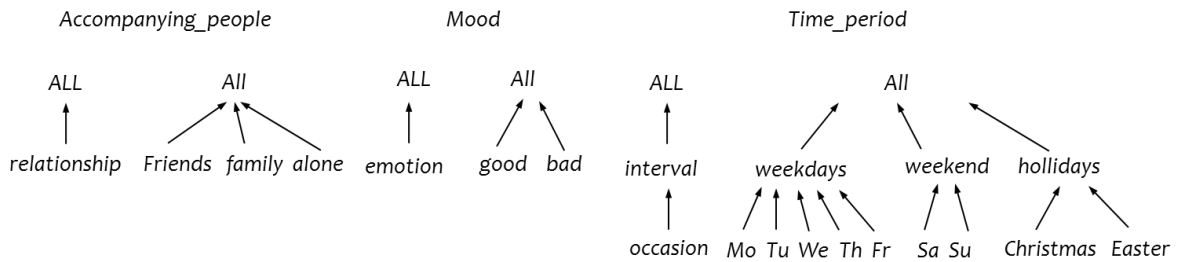 Accompanying_people Mood Time_period
ALL All ALL All ALL All
relationship Friends family alone emotion good bad interval weekdays weekend hollidays
occasion Mo Tu We Th Fr Sa Su Christmas Easter